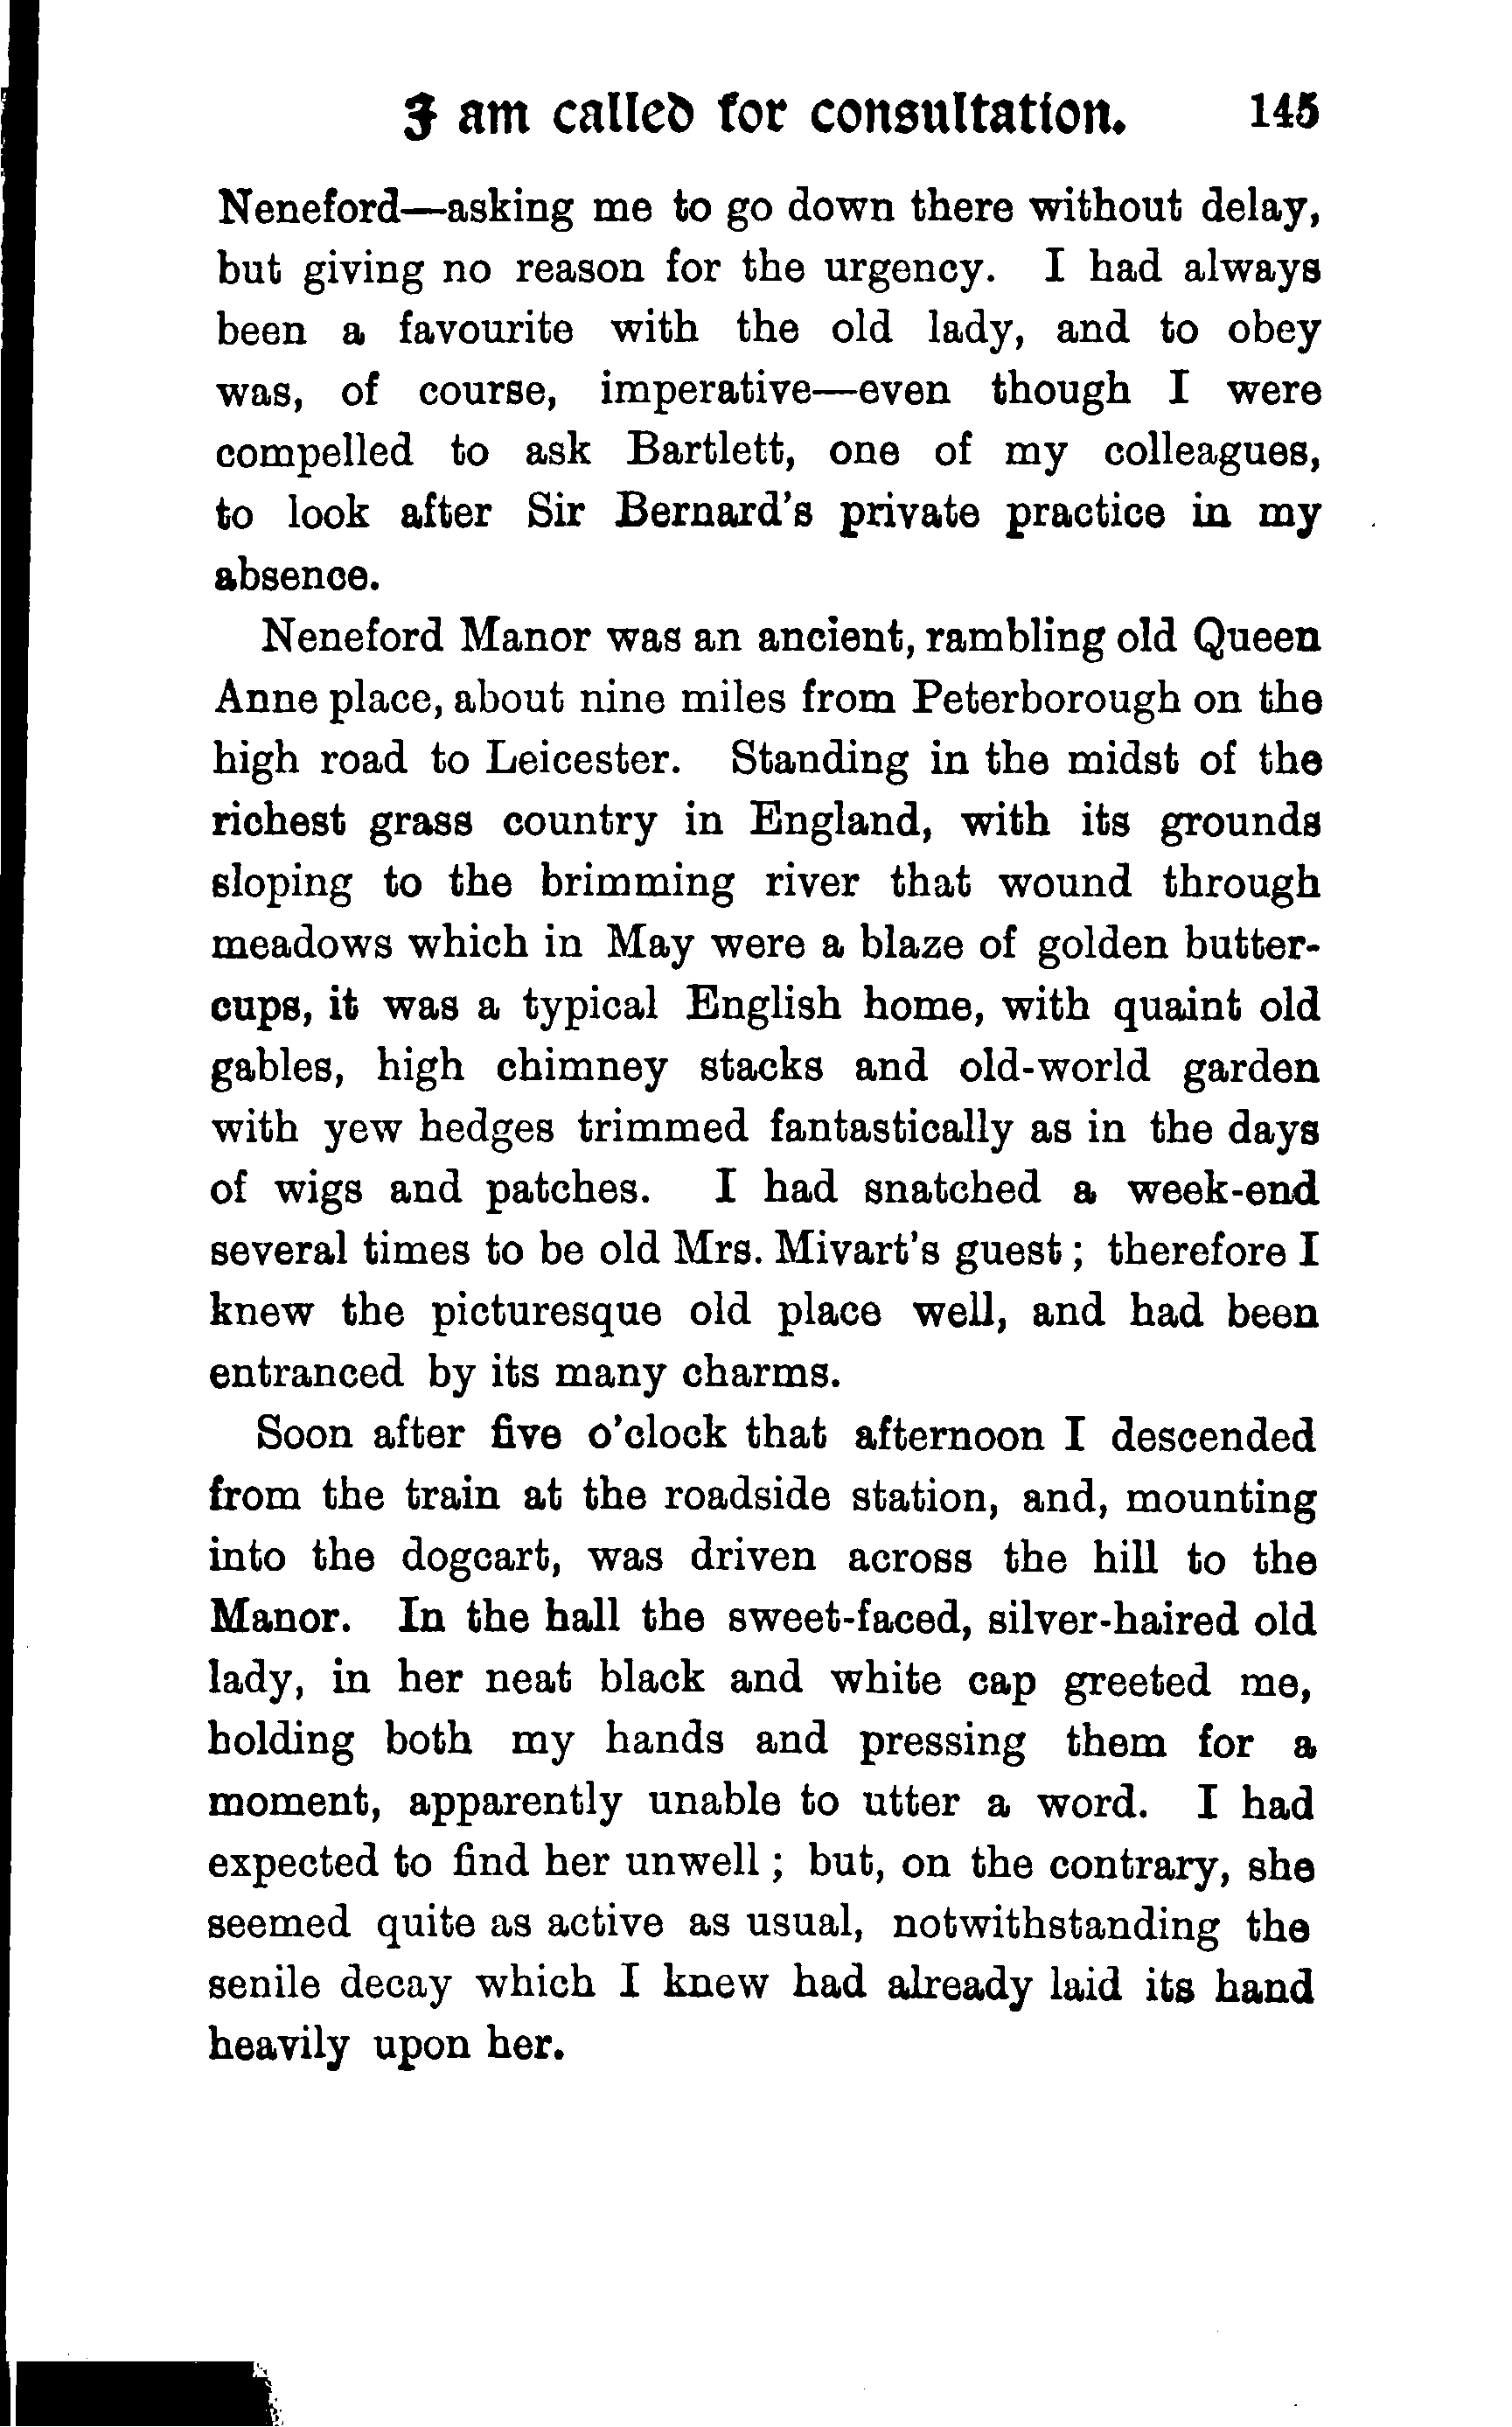 I am called for consultation. 145
Neneford—asking me to go down there without delay,
but giving no reason for the urgency. I had always
been a favourite with the old lady, and to obey
was, of course, imperative—even though I were
compelled to ask Bartlett, one of my colleagues,
to look after Sir Bernard's private practice in my
absence.
Neneford Manor was an ancient, rambling old Queen
Anne place, about nine miles from Peterborough on the
high road to Leicester. Standing in the midst of the
richest grass country in England, with its grounds
sloping to the brimming river that wound through
meadows which in May were a blaze of golden butter-
cups, it was a typical English home, with quaint old
gables, high chimney stacks and old-world garden
with yew hedges trimmed fantastically as in the days
of wigs and patches. I had snatched a week-end
several times to be old Mrs. Mivart's guest; therefore I
knew the picturesque old place well, and had been
entranced by its many charms.
Soon after five o'clock that afternoon I descended
from the train at the roadside station, and, mounting
into the dogcart, was driven across the hill to the
Manor. In the hall the sweet-faced, silver-haired old
lady, in her neat black and white cap greeted me,
holding both my hands and pressing them for a
moment, apparently unable to utter a word. I had
expected to find her unwell; but, on the contrary, she
seemed quite as active as usual, notwithstanding the
senile decay which I knew had already laid its hand
heavily upon her.